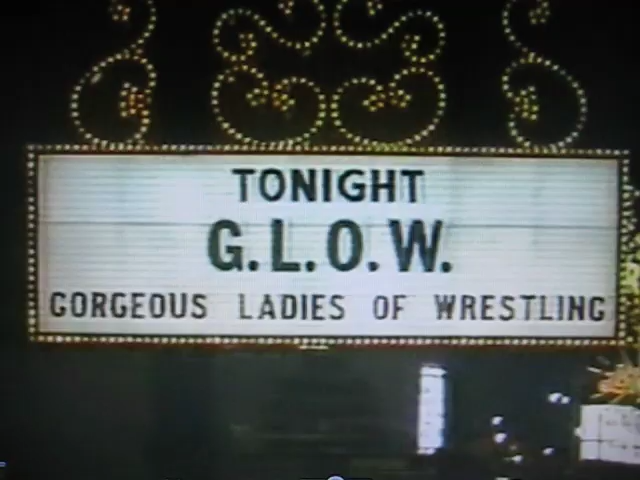 TONIGHT
G.L.O.W.
GORGEOUS LADIES OF WRESTLING